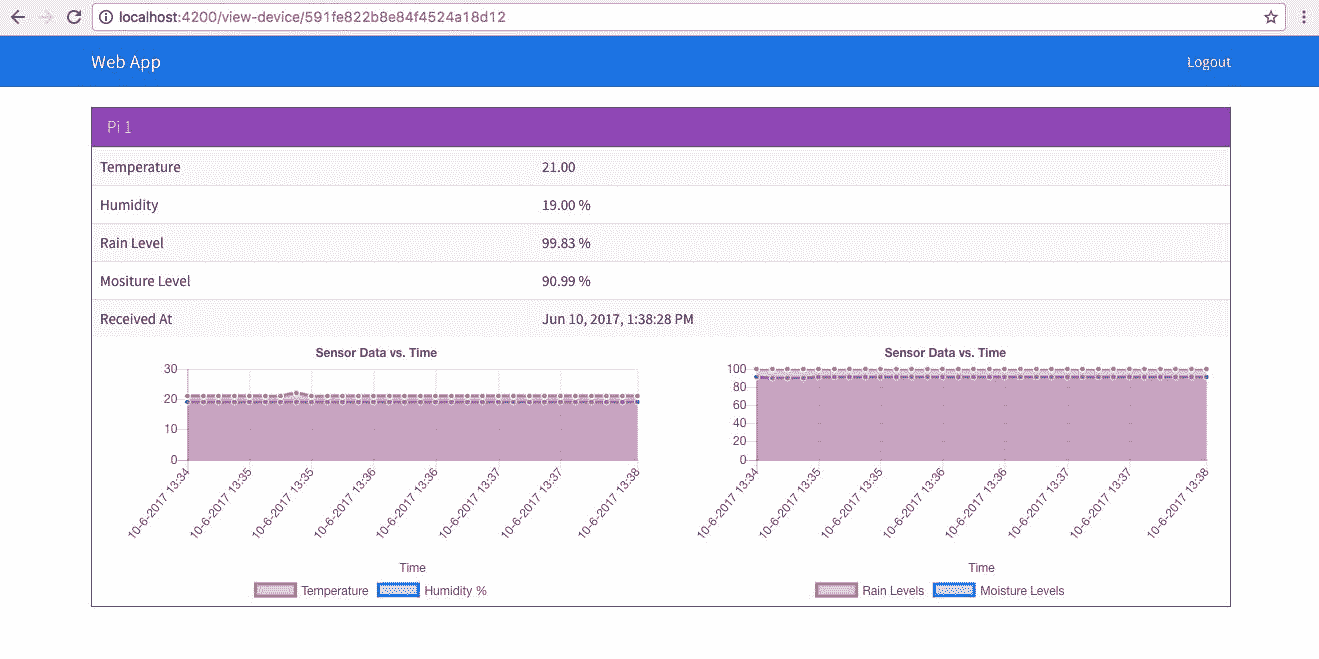 localhost:4200/view-device/591fe822b8e84f4524a18d12
Web App Logout
Pi 1
Temperature 21.00
Humidity 19.00 %
Rain Level 99.83 %
Mositure Level 90.99 %
Received At Jun 10, 2017, 1:38:28 PM
Sensor Data vs. Time
30
20
10
0
10-6-2017 13:34
10-6-2017 13:35
10-6-2017 13:35
10-6-2017 13:36
10-6-2017 13:36
10-6-2017 13:37
10-6-2017 13:37
10-6-2017 13:38
Time
Temperature Humidity %
Sensor Data vs. Time
100
80
60
40
20
0
10-6-2017 13:34
10-6-2017 13:35
10-6-2017 13:35
10-6-2017 13:36
10-6-2017 13:36
10-6-2017 13:37
10-6-2017 13:37
10-6-2017 13:38
Time
Rain Levels Moisture Levels